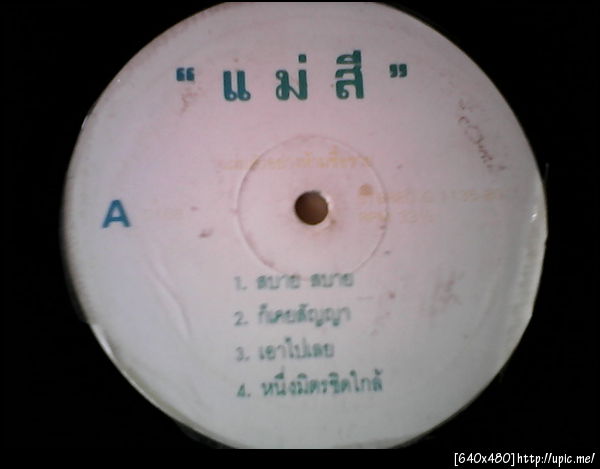 “ แม่สี ”
A
1. สบาย สบาย
2. ก็เคยสัญญา
3. เอาไปเลย
4. หนึ่งมิตรชิดใกล้
[640x480]http://upic.me/